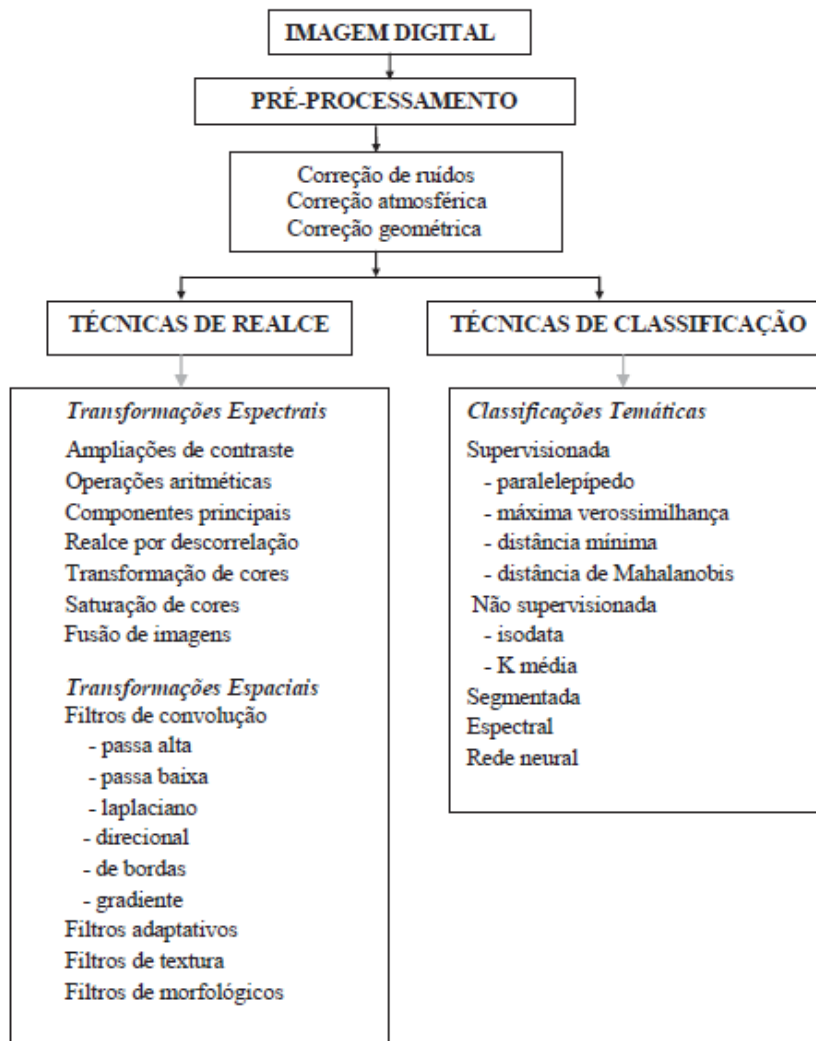 IMAGEM DIGITAL
PRÉ-PROCESSAMENTO
Correção de ruídos
Correção atmosférica
Correção geométrica
TÉCNICAS DE REALCE
Transformações Espectrais
Ampliações de contraste
Operações aritméticas
Componentes principais
Realce por descorrelação
Transformação de cores
Saturação de cores
Fusão de imagens
Transformações Espaciais
Filtros de convolução
- passa alta
- passa baixa
- laplaciano
- direcional
- de bordas
- gradiente
Filtros adaptativos
Filtros de textura
Filtros de morfológicos
TÉCNICAS DE CLASSIFICAÇÃO
Classificações Temáticas
Supervisionada
- paralelepípedo
- máxima verossimilhança
- distância mínima
- distância de Mahalanobis
Não supervisionada
- isodata
- K média
Segmentada
Espectral
Rede neural